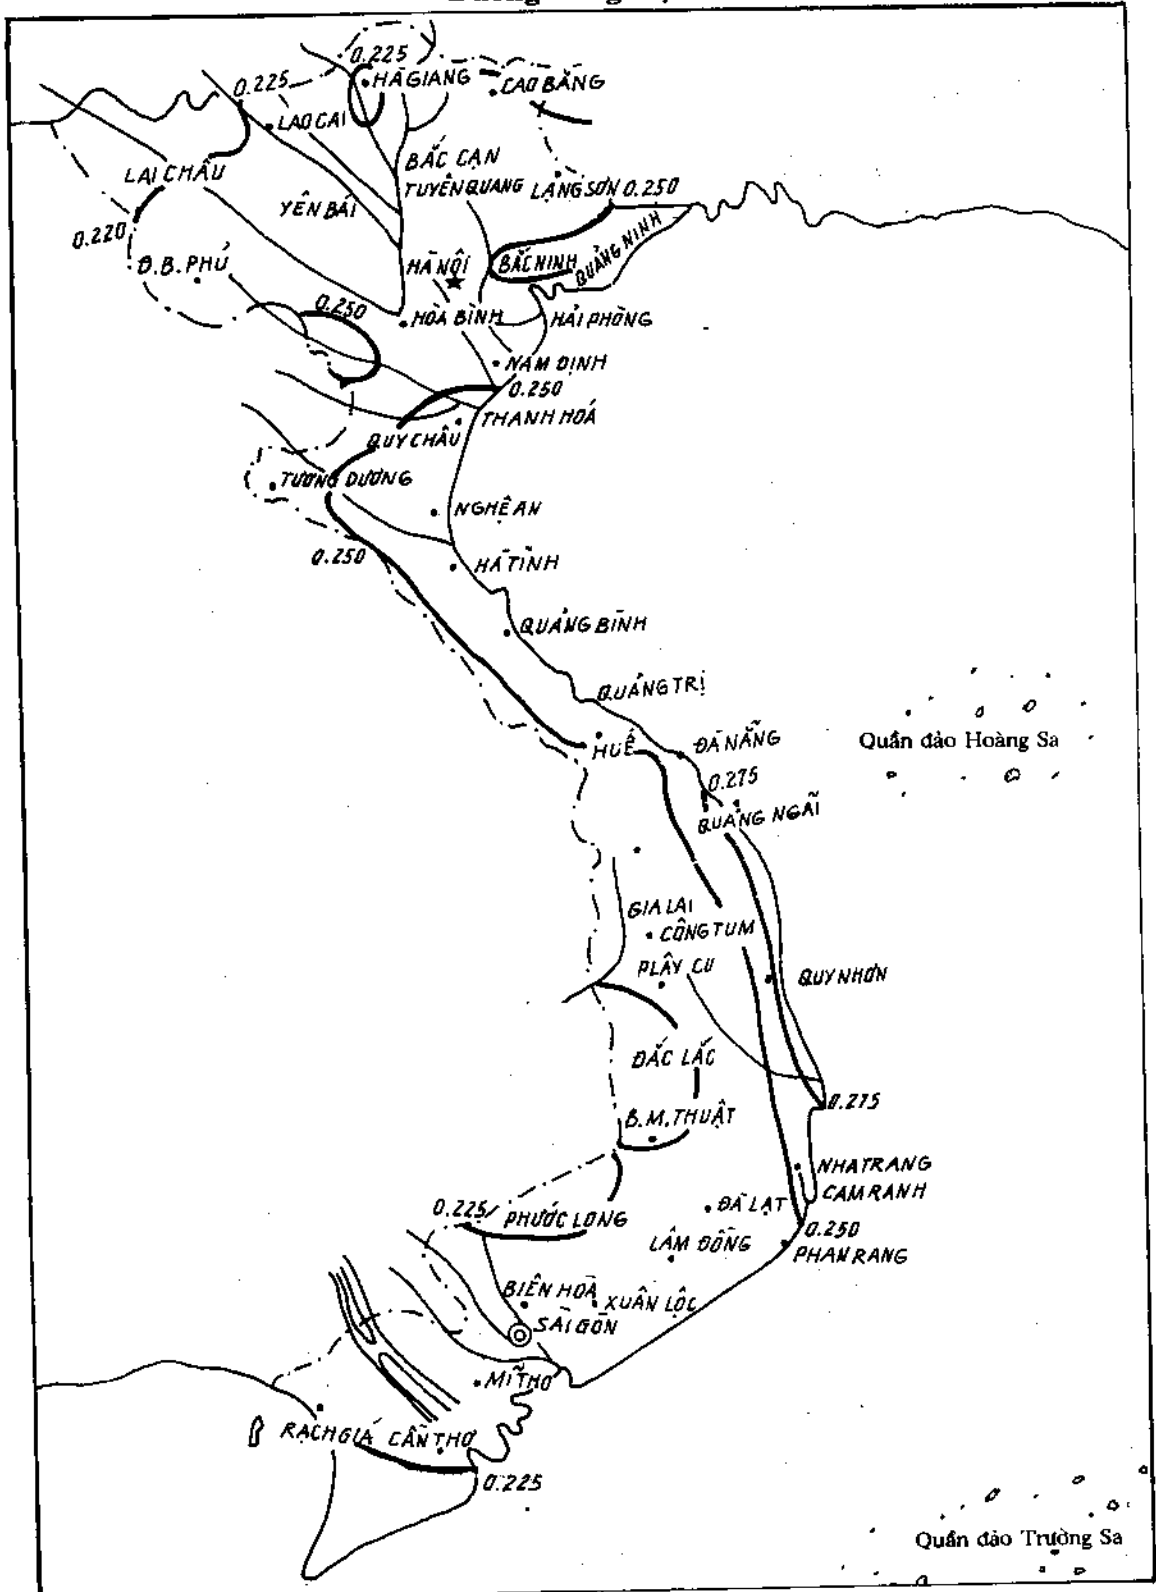 0.225
HÀ GIANG
CAO BẰNG
0.225
LAO CAI
BẮC CẠN
LAI CHÂU
TUYÊN QUANG
LẠNG SƠN 0.250
YÊN BÁI
0.220
HÀ NỘI
BẮC NINH
QUẢNG NINH
Đ.B. PHỦ
0.250
HÒA BÌNH
HẢI PHÒNG
NAM ĐỊNH
0.250
THANH HOÁ
QUY CHÂU
TƯƠNG DƯƠNG
NGHỆ AN
0.250
HÀ TĨNH
QUẢNG BÌNH
QUẢNG TRỊ
HUẾ
ĐÀ NẴNG
Quần đảo Hoàng Sa
0.275
QUẢNG NGÃI
GIA LAI
CÔNG TUM
PLÂY CU
QUY NHƠN
ĐẮC LẮC
0.275
B.M. THUẬT
NHA TRANG
CAM RANH
0.225
PHƯỚC LONG
ĐÀ LẠT
0.250
LÂM ĐỒNG
PHAN RANG
BIÊN HOÀ
XUÂN LỘC
SÀI GÒN
MĨ THO
RẠCH GIÁ
CẦN THƠ
0.225
Quần đảo Trường Sa